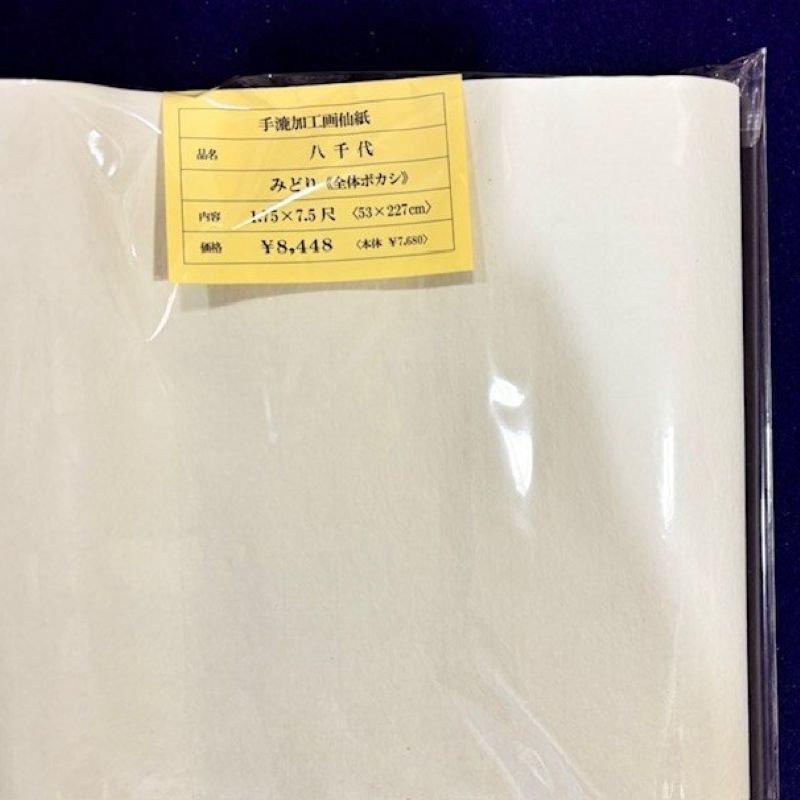 手漉加工画仙紙
品名 八千代
みどり《全体ボカシ》
内容 1.75×7.5尺 〈53×227cm〉
価格 ¥8,448 〈本体 ¥7,680〉